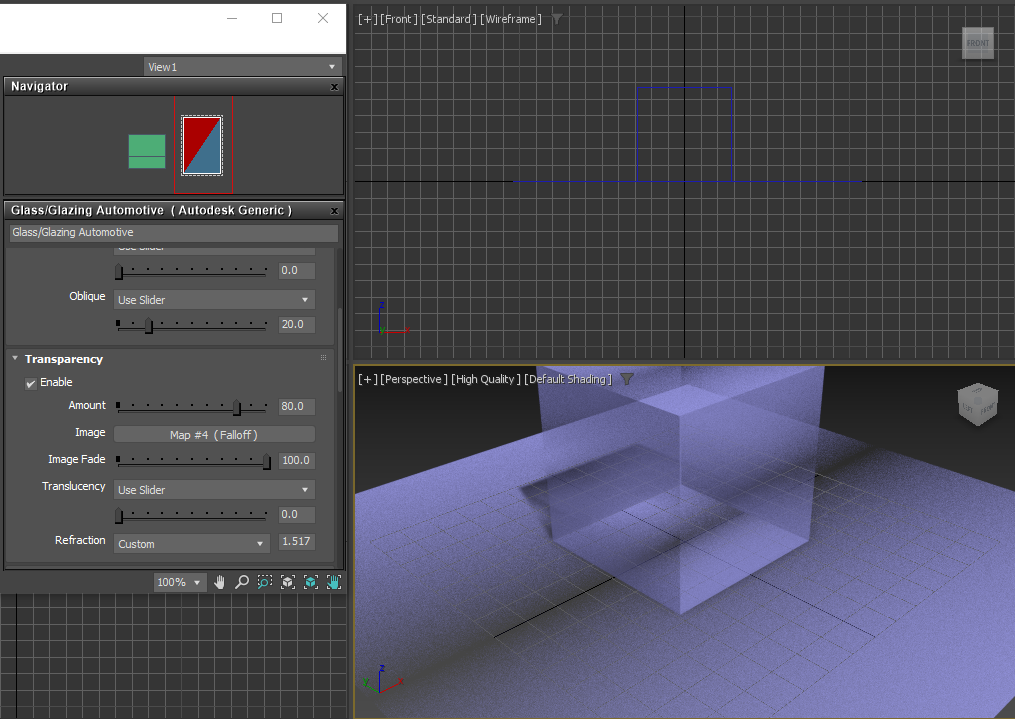 View1
Navigator
x
Glass/Glazing Automotive ( Autodesk Generic )
x
Glass/Glazing Automotive
Use Slider
0.0
Oblique
Use Slider
20.0
Transparency
Enable
Amount
80.0
Image
Map #4 ( Falloff )
Image Fade
100.0
Translucency
Use Slider
0.0
Refraction
Custom
1.517
100%
[+] [Front ] [Standard ] [Wireframe ]
FRONT
z
x
[+] [Perspective ] [High Quality ] [Default Shading ]
FRONT
z
y
x